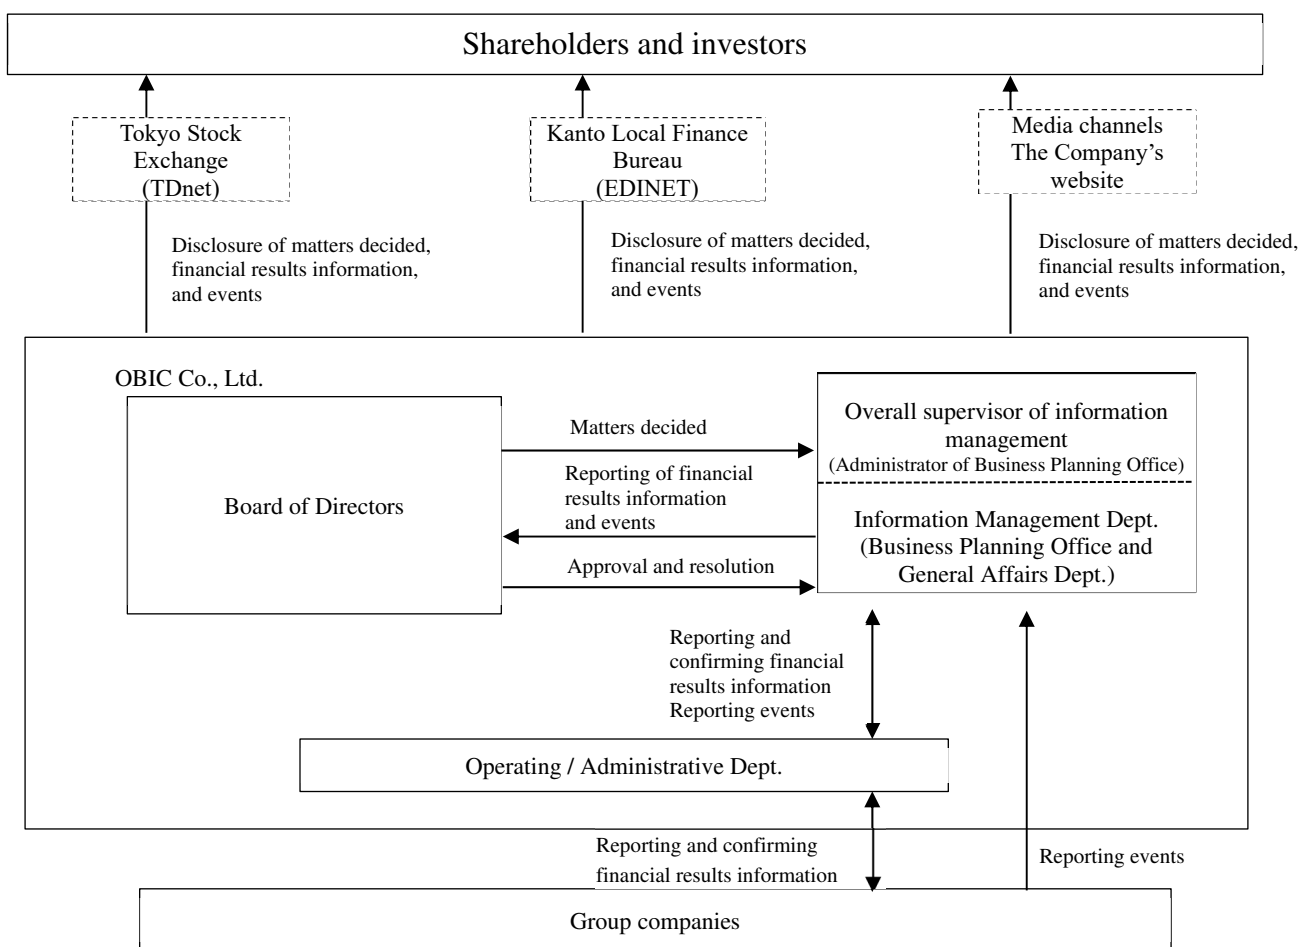 Shareholders and investors
Tokyo Stock
Exchange
(TDnet)
Kanto Local Finance
Bureau
(EDINET)
Media channels
The Company's
website
Disclosure of matters decided,
financial results information,
and events
Disclosure of matters decided,
financial results information,
and events
Disclosure of matters decided,
financial results information,
and events
OBIC Co., Ltd.
Board of Directors
Matters decided
Reporting of financial
results information
and events
Approval and resolution
Overall supervisor of information
management
(Administrator of Business Planning Office)
Information Management Dept.
(Business Planning Office and
General Affairs Dept.)
Reporting and
confirming financial
results information
Reporting events
Operating / Administrative Dept.
Reporting and confirming
financial results information
Reporting events
Group companies